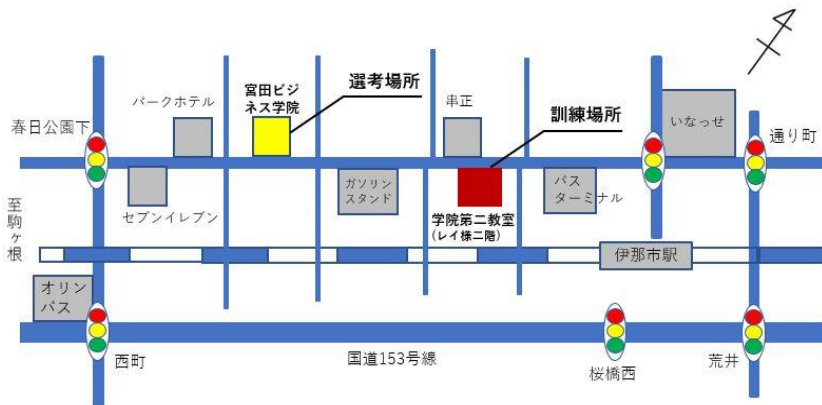 パークホテル
宮田ビジ
ネス学院
選考場所
串正
訓練場所
いなっせ
春日公園下
通り町
セブンイレブン
ガソリン
スタンド
学院第二教室
(レイ様二階)
バス
ターミナル
至駒ヶ根
伊那市駅
オリン
パス
西町
国道153号線
桜橋西
荒井